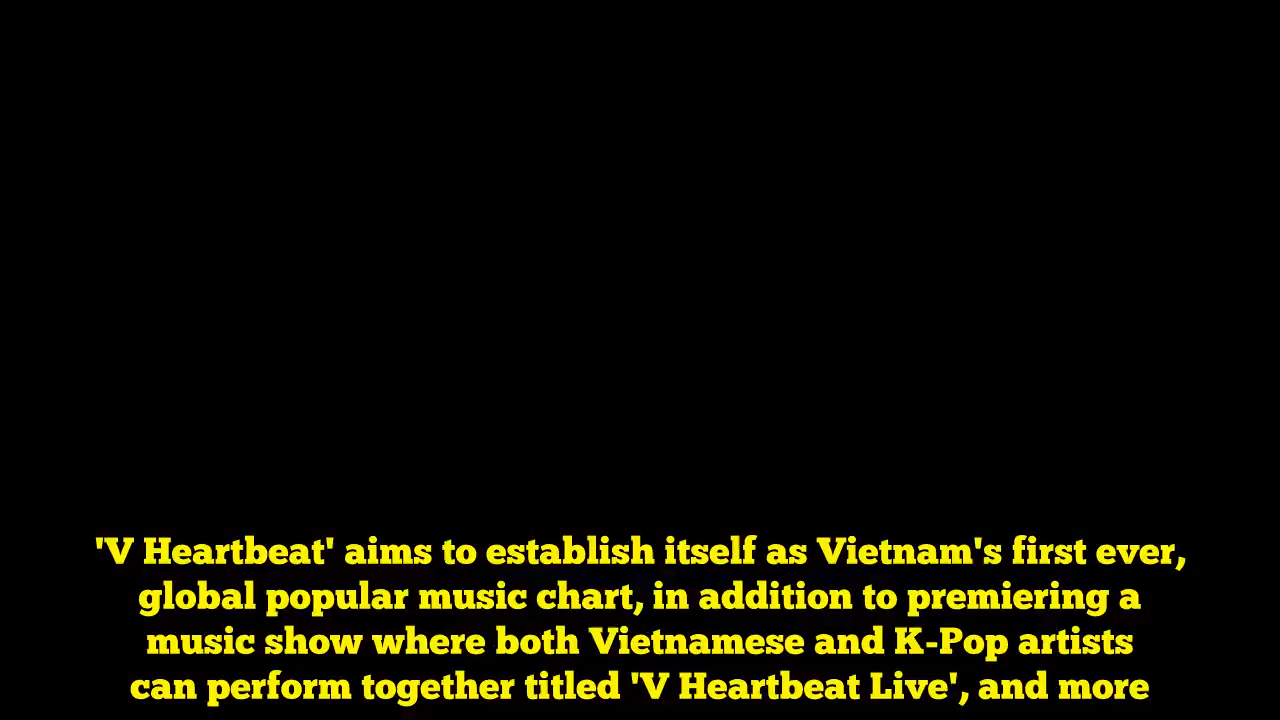 'V Heartbeat' aims to establish itself as Vietnam's first ever,
global popular music chart, in addition to premiering a
music show where both Vietnamese and K-Pop artists
can perform together titled 'V Heartbeat Live', and more